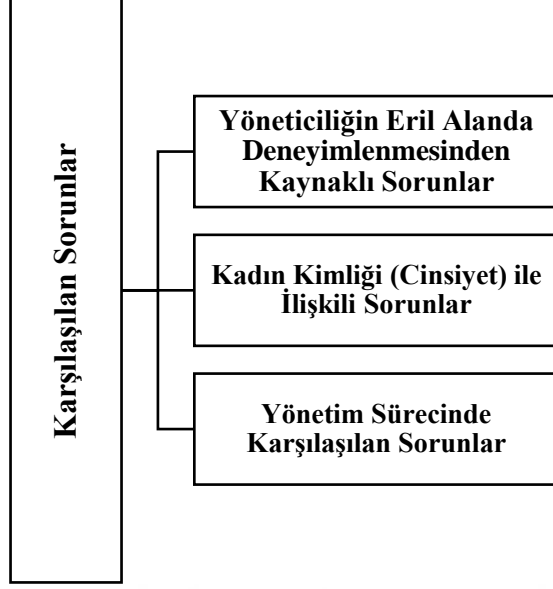 Karşılaşılan Sorunlar
Yöneticiliğin Eril Alanda
Deneyimlenmesinden
Kaynaklı Sorunlar
Kadın Kimliği (Cinsiyet) ile
İlişkili Sorunlar
Yönetim Sürecinde
Karşılaşılan Sorunlar